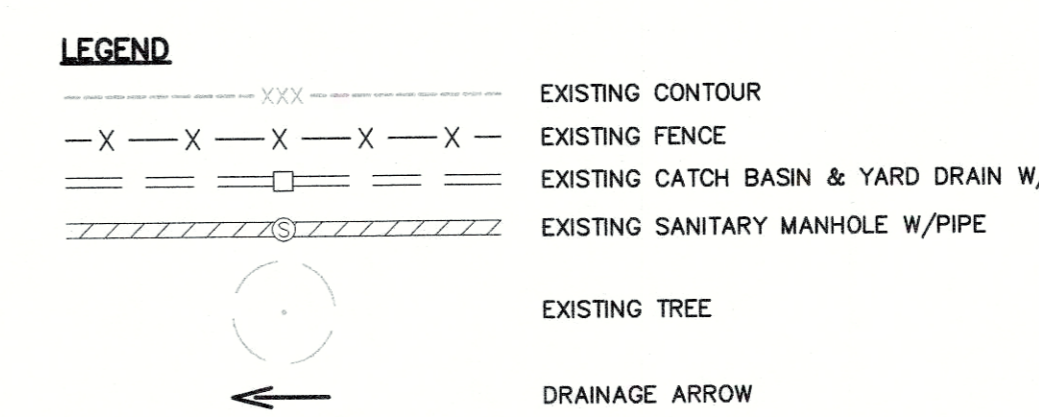 LEGEND
XXX EXISTING CONTOUR
X X X X X EXISTING FENCE
EXISTING CATCH BASIN & YARD DRAIN W/
S EXISTING SANITARY MANHOLE W/PIPE
EXISTING TREE
DRAINAGE ARROW